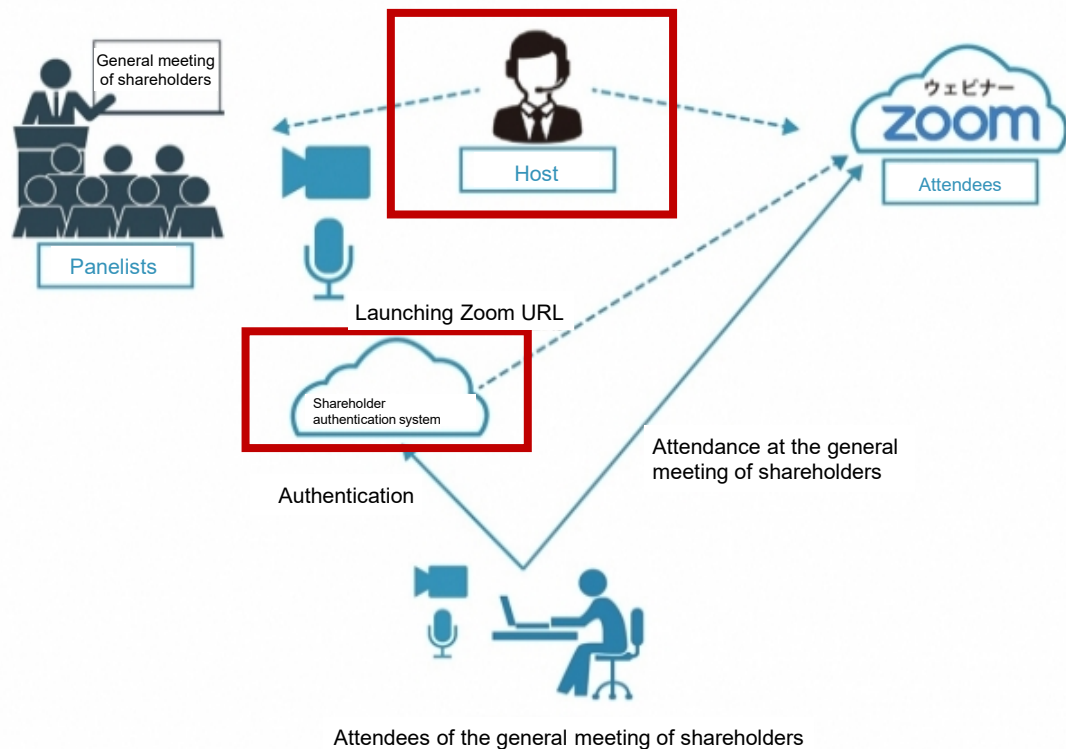 General meeting
of shareholders
ウェビナー
zoom
Host
Attendees
Panelists
Launching Zoom URL
Shareholder
authentication system
Attendance at the general
meeting of shareholders
Authentication
Attendees of the general meeting of shareholders